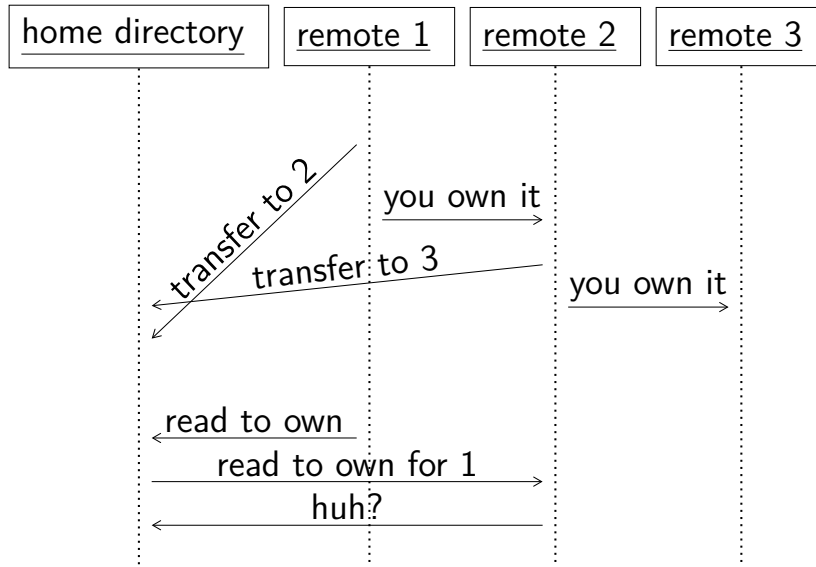 home directory
remote 1
remote 2
remote 3
transfer to 2
you own it
transfer to 3
you own it
read to own
read to own for 1
huh?